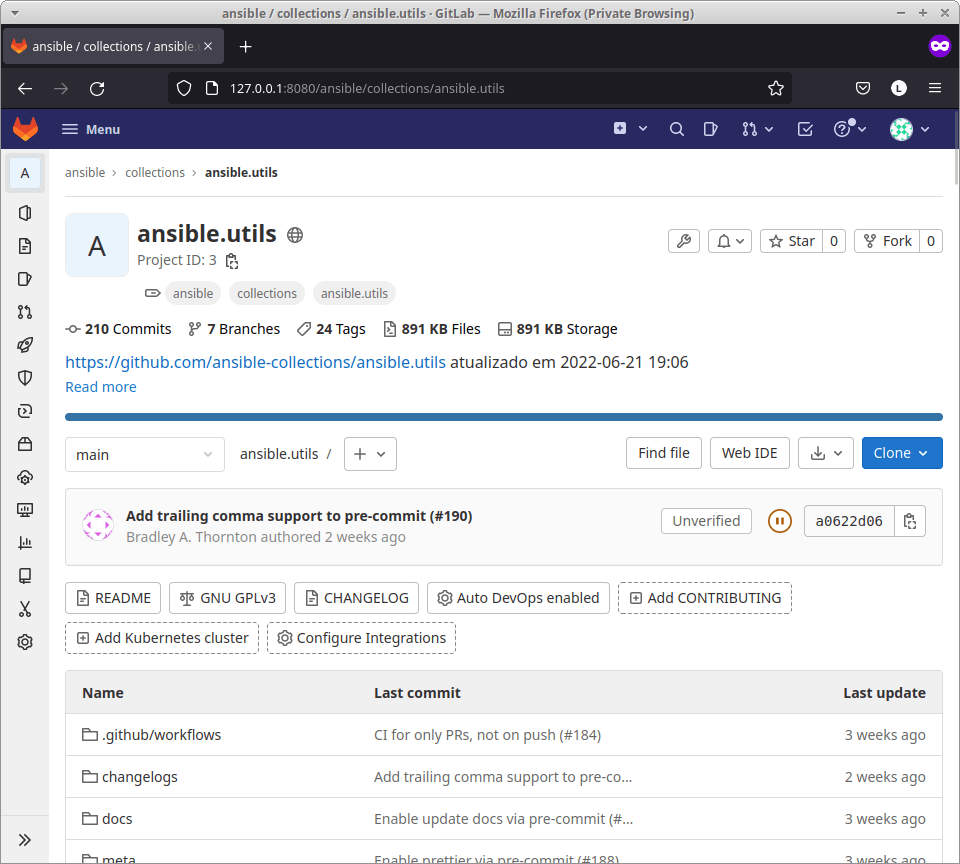 ansible / collections / ansible.utils · GitLab — Mozilla Firefox (Private Browsing)
ansible / collections / ansible.
127.0.0.1:8080/ansible/collections/ansible.utils
L
Menu
A
ansible › collections › ansible.utils
A
ansible.utils
Project ID: 3
Star 0
Fork 0
ansible collections ansible.utils
210 Commits 7 Branches 24 Tags 891 KB Files 891 KB Storage
https://github.com/ansible-collections/ansible.utils atualizado em 2022-06-21 19:06
Read more
main ansible.utils / + Find file Web IDE Clone
Add trailing comma support to pre-commit (#190)
Bradley A. Thornton authored 2 weeks ago
Unverified a0622d06
README GNU GPLv3 CHANGELOG Auto DevOps enabled Add CONTRIBUTING
Add Kubernetes cluster Configure Integrations
Name Last commit Last update
.github/workflows CI for only PRs, not on push (#184) 3 weeks ago
changelogs Add trailing comma support to pre-co... 2 weeks ago
docs Enable update docs via pre-commit (#... 3 weeks ago
meta Enable prettier via pre-commit (#188) 3 weeks ago